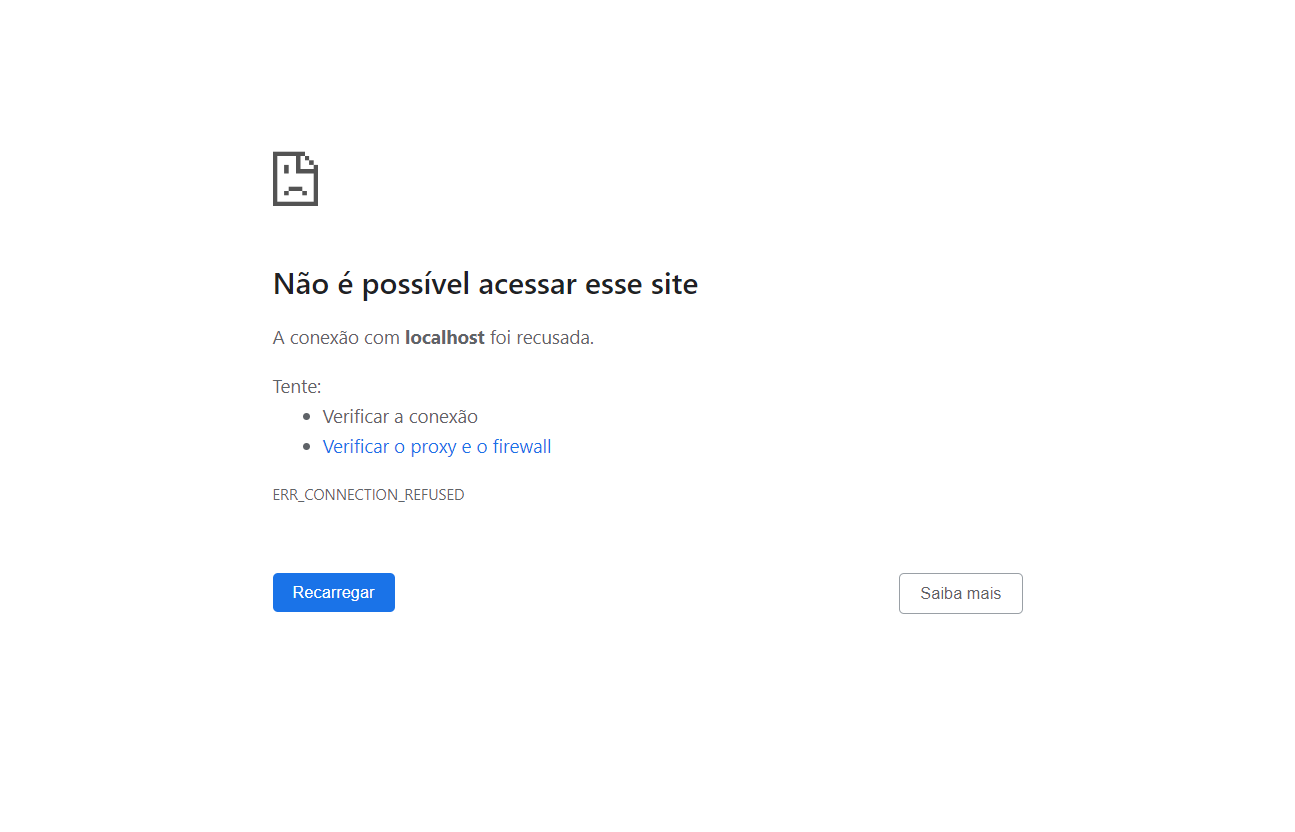 Não é possível acessar esse site
A conexão com localhost foi recusada.
Tente:
Verificar a conexão
Verificar o proxy e o firewall
ERR_CONNECTION_REFUSED
Recarregar
Saiba mais